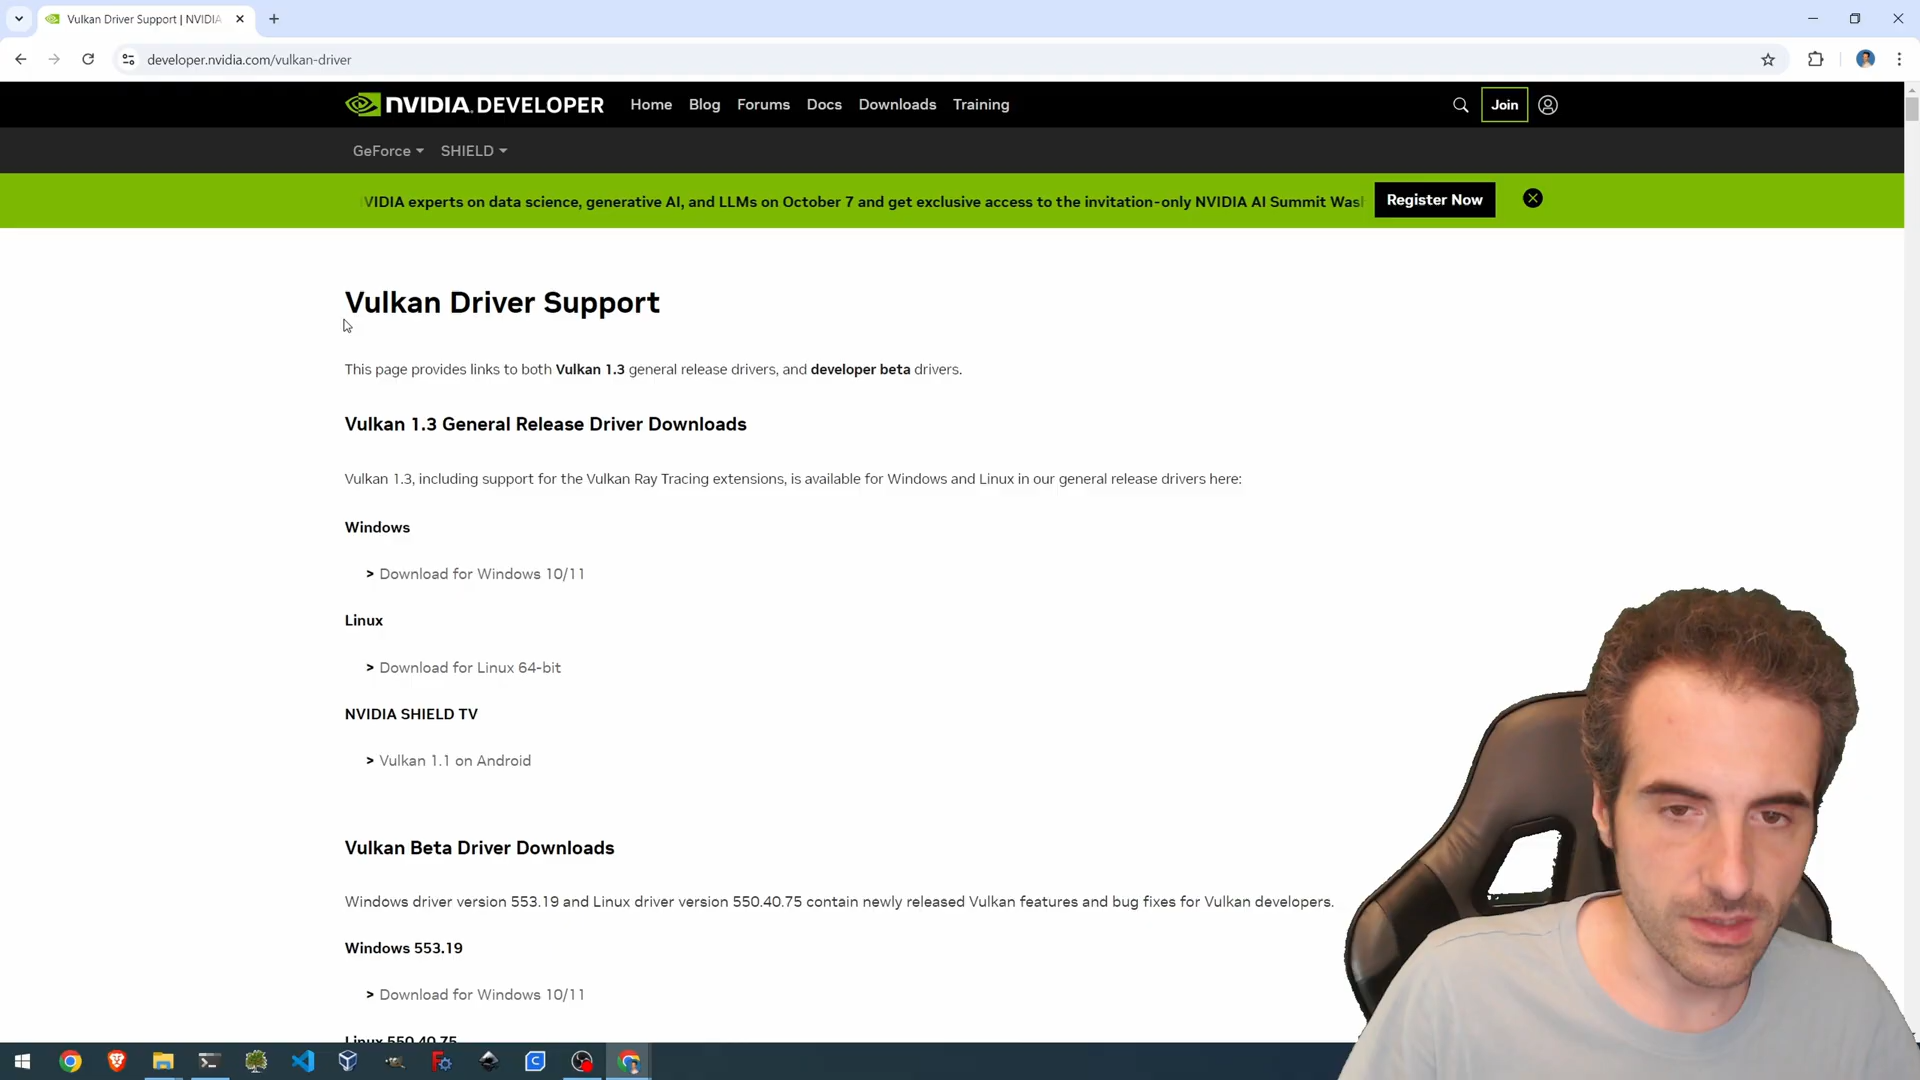 Vulkan Driver Support | NVIDIA
developer.nvidia.com/vulkan-driver
NVIDIA. DEVELOPER Home Blog Forums Docs Downloads Training Join
GeForce SHIELD
VIDIA experts on data science, generative AI, and LLMs on October 7 and get exclusive access to the invitation-only NVIDIA AI Summit Was Register Now
Vulkan Driver Support
This page provides links to both Vulkan 1.3 general release drivers, and developer beta drivers.
Vulkan 1.3 General Release Driver Downloads
Vulkan 1.3, including support for the Vulkan Ray Tracing extensions, is available for Windows and Linux in our general release drivers here:
Windows
> Download for Windows 10/11
Linux
> Download for Linux 64-bit
NVIDIA SHIELD TV
> Vulkan 1.1 on Android
Vulkan Beta Driver Downloads
Windows driver version 553.19 and Linux driver version 550.40.75 contain newly released Vulkan features and bug fixes for Vulkan developers.
Windows 553.19
> Download for Windows 10/11
Linux 550.40.75